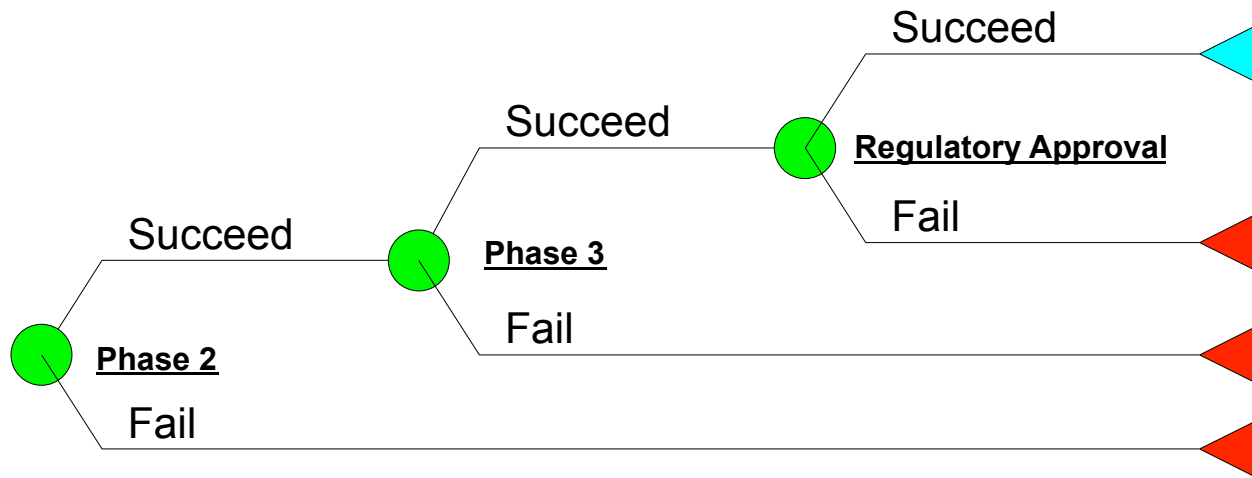 Succeed
Succeed
Regulatory Approval
Fail
Succeed
Phase 3
Fail
Phase 2
Fail